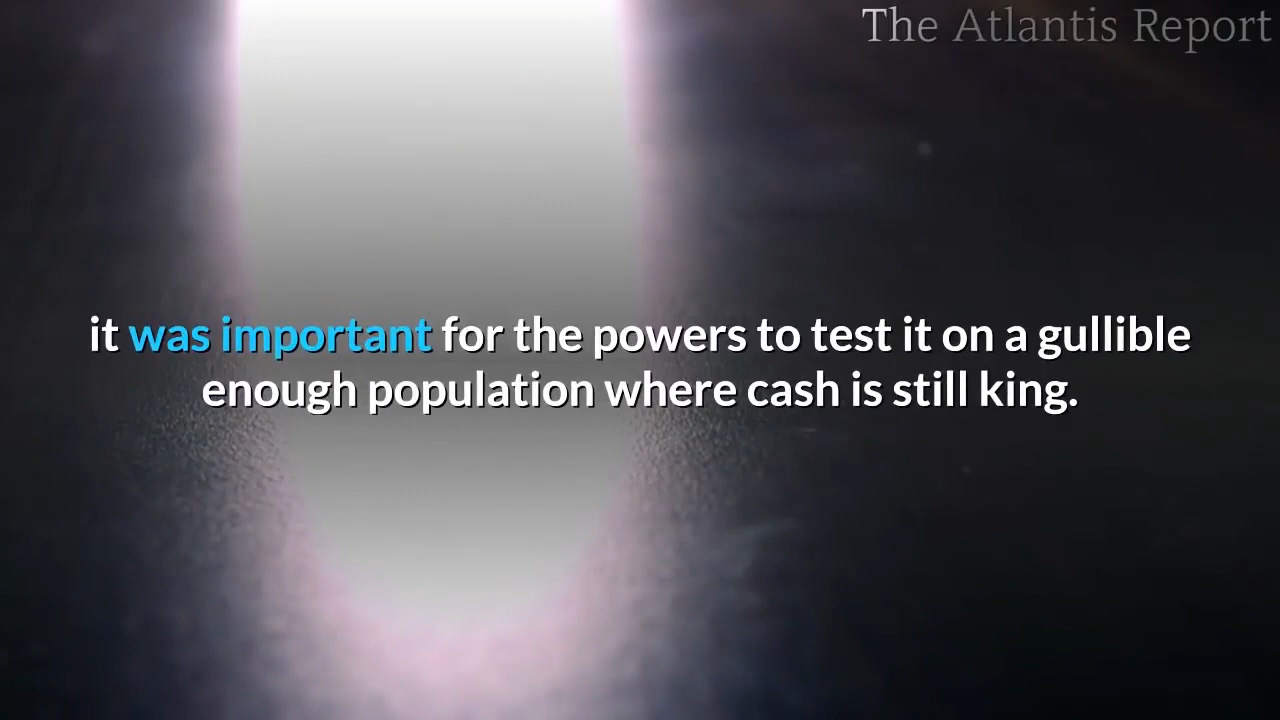 The Atlantis Report
it was important for the powers to test it on a gullible
enough population where cash is still king.